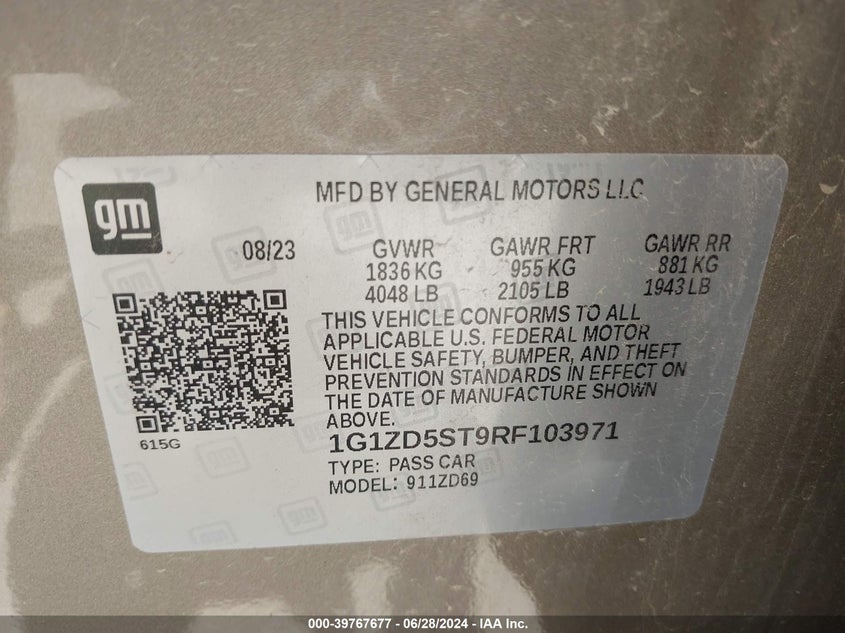 gm
MFD BY GENERAL MOTORS LLC
08/23
GVWR GAWR FRT GAWR RR
1836 KG 955 KG 881 KG
4048 LB 2105 LB 1943 LB
THIS VEHICLE CONFORMS TO ALL
APPLICABLE U.S. FEDERAL MOTOR
VEHICLE SAFETY, BUMPER, AND THEFT
PREVENTION STANDARDS IN EFFECT ON
THE DATE OF MANUFACTURE SHOWN
ABOVE.
615G
1G1ZD5ST9RF103971
TYPE: PASS CAR
MODEL: 911ZD69
000-39767677 - 06/28/2024 - IAA Inc.